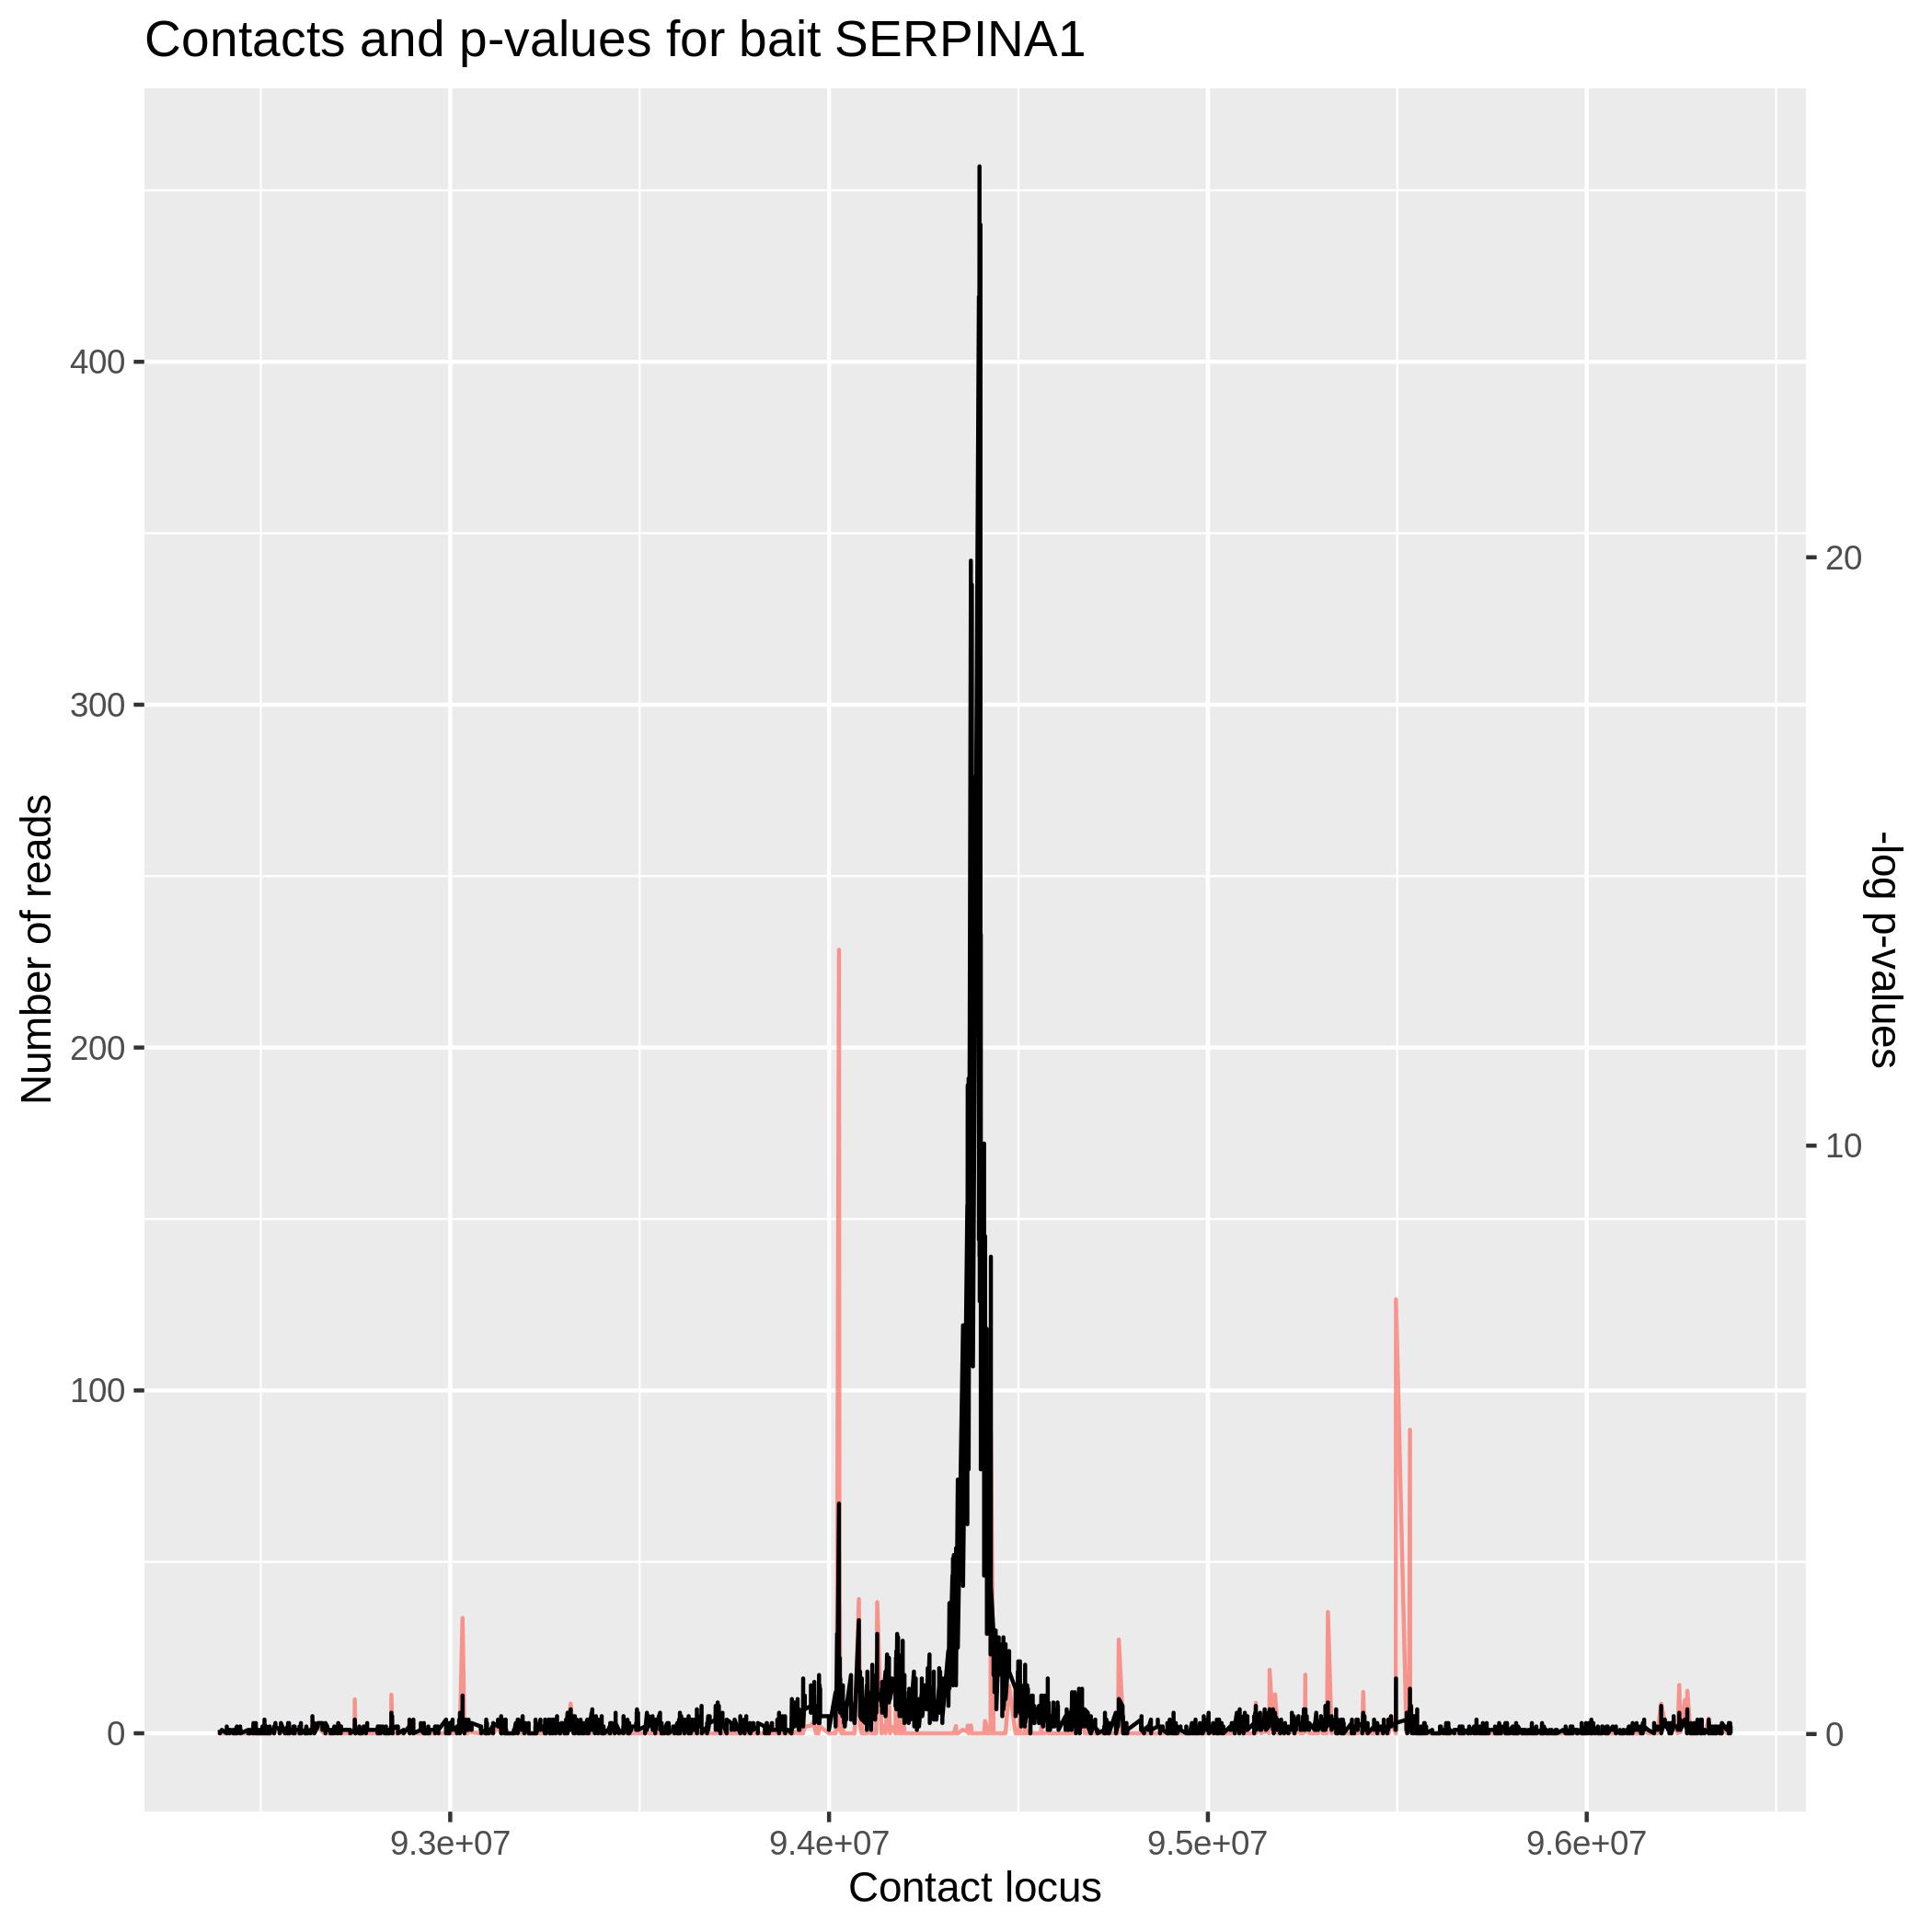 Contacts and p-values for bait SERPINA1
400
300
200
100
0
Number of reads
20
10
0
-log p-values
9.3e+07 9.4e+07 9.5e+07 9.6e+07
Contact locus